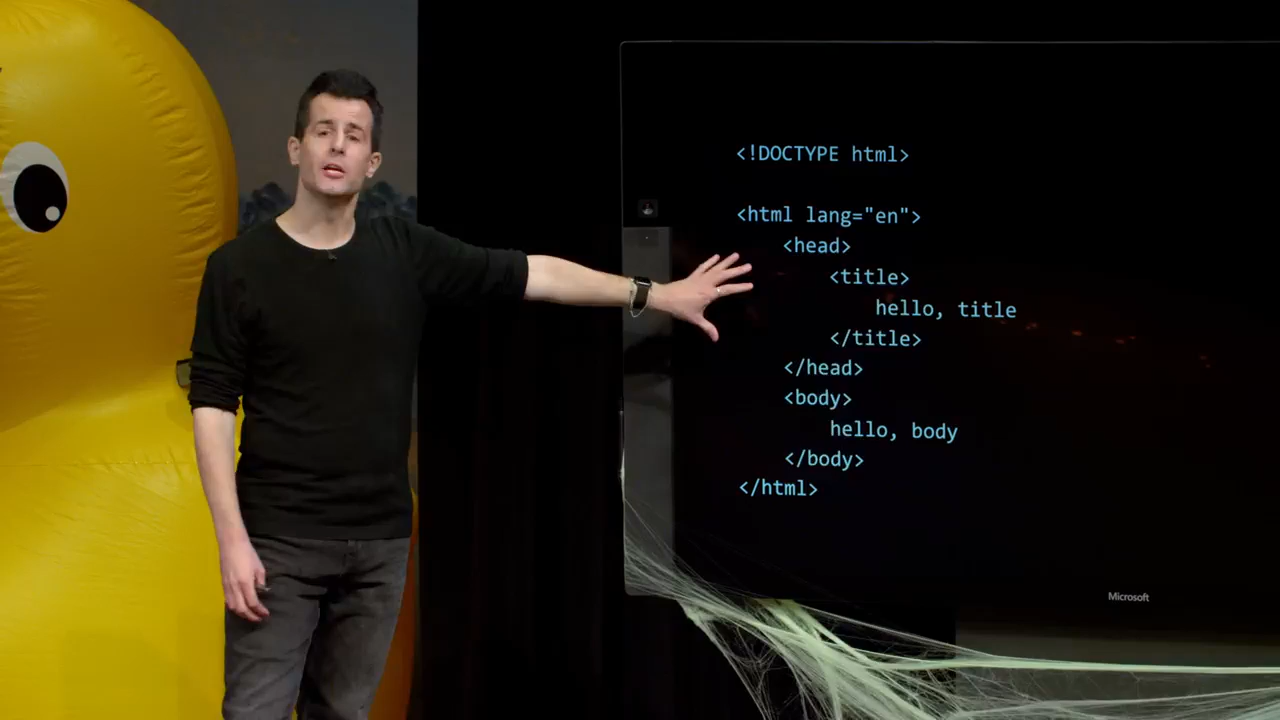 <!DOCTYPE html>
<html lang="en">
<head>
<title>
hello, title
</title>
</head>
<body>
hello, body
</body>
</html>
Microsoft